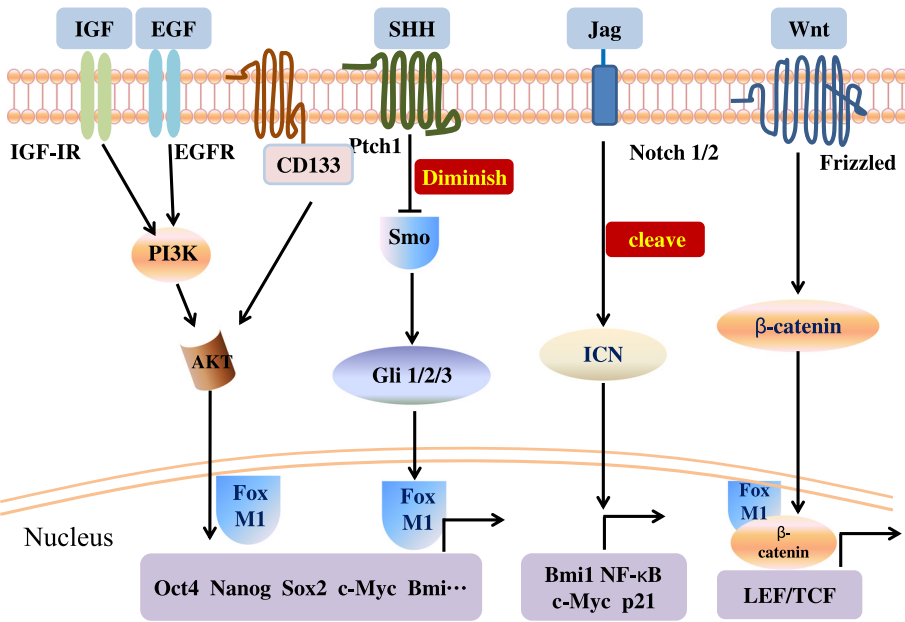 IGF
EGF
SHH
Jag
Wnt
IGF-IR
EGFR
CD133
Ptch1
Notch 1/2
Frizzled
Diminish
Smo
cleave
PI3K
β-catenin
AKT
Gli 1/2/3
ICN
Fox
M1
Fox
M1
Fox
M1
Nucleus
β-
catenin
Oct4 Nanog Sox2 c-Myc Bmi···
Bmi1 NF-κB
c-Myc p21
LEF/TCF